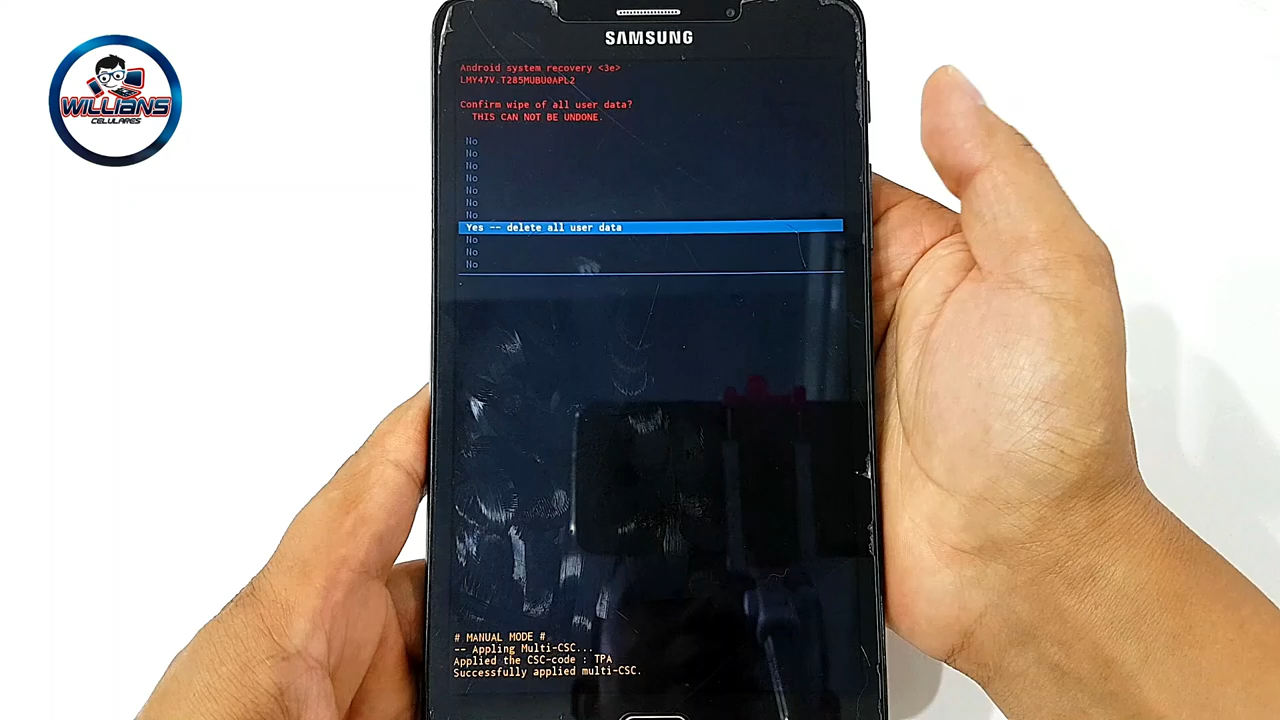 WILLIANS
CELULARES
SAMSUNG
Android system recovery <3e>
LMY47V.T285MUBU0APL2
Confirm wipe of all user data?
THIS CAN NOT BE UNDONE.
No
No
No
No
No
No
No
Yes -- delete all user data
No
No
No
# MANUAL MODE #
-- Appling Multi-CSC...
Applied the CSC-code : TPA
Successfully applied multi-CSC.